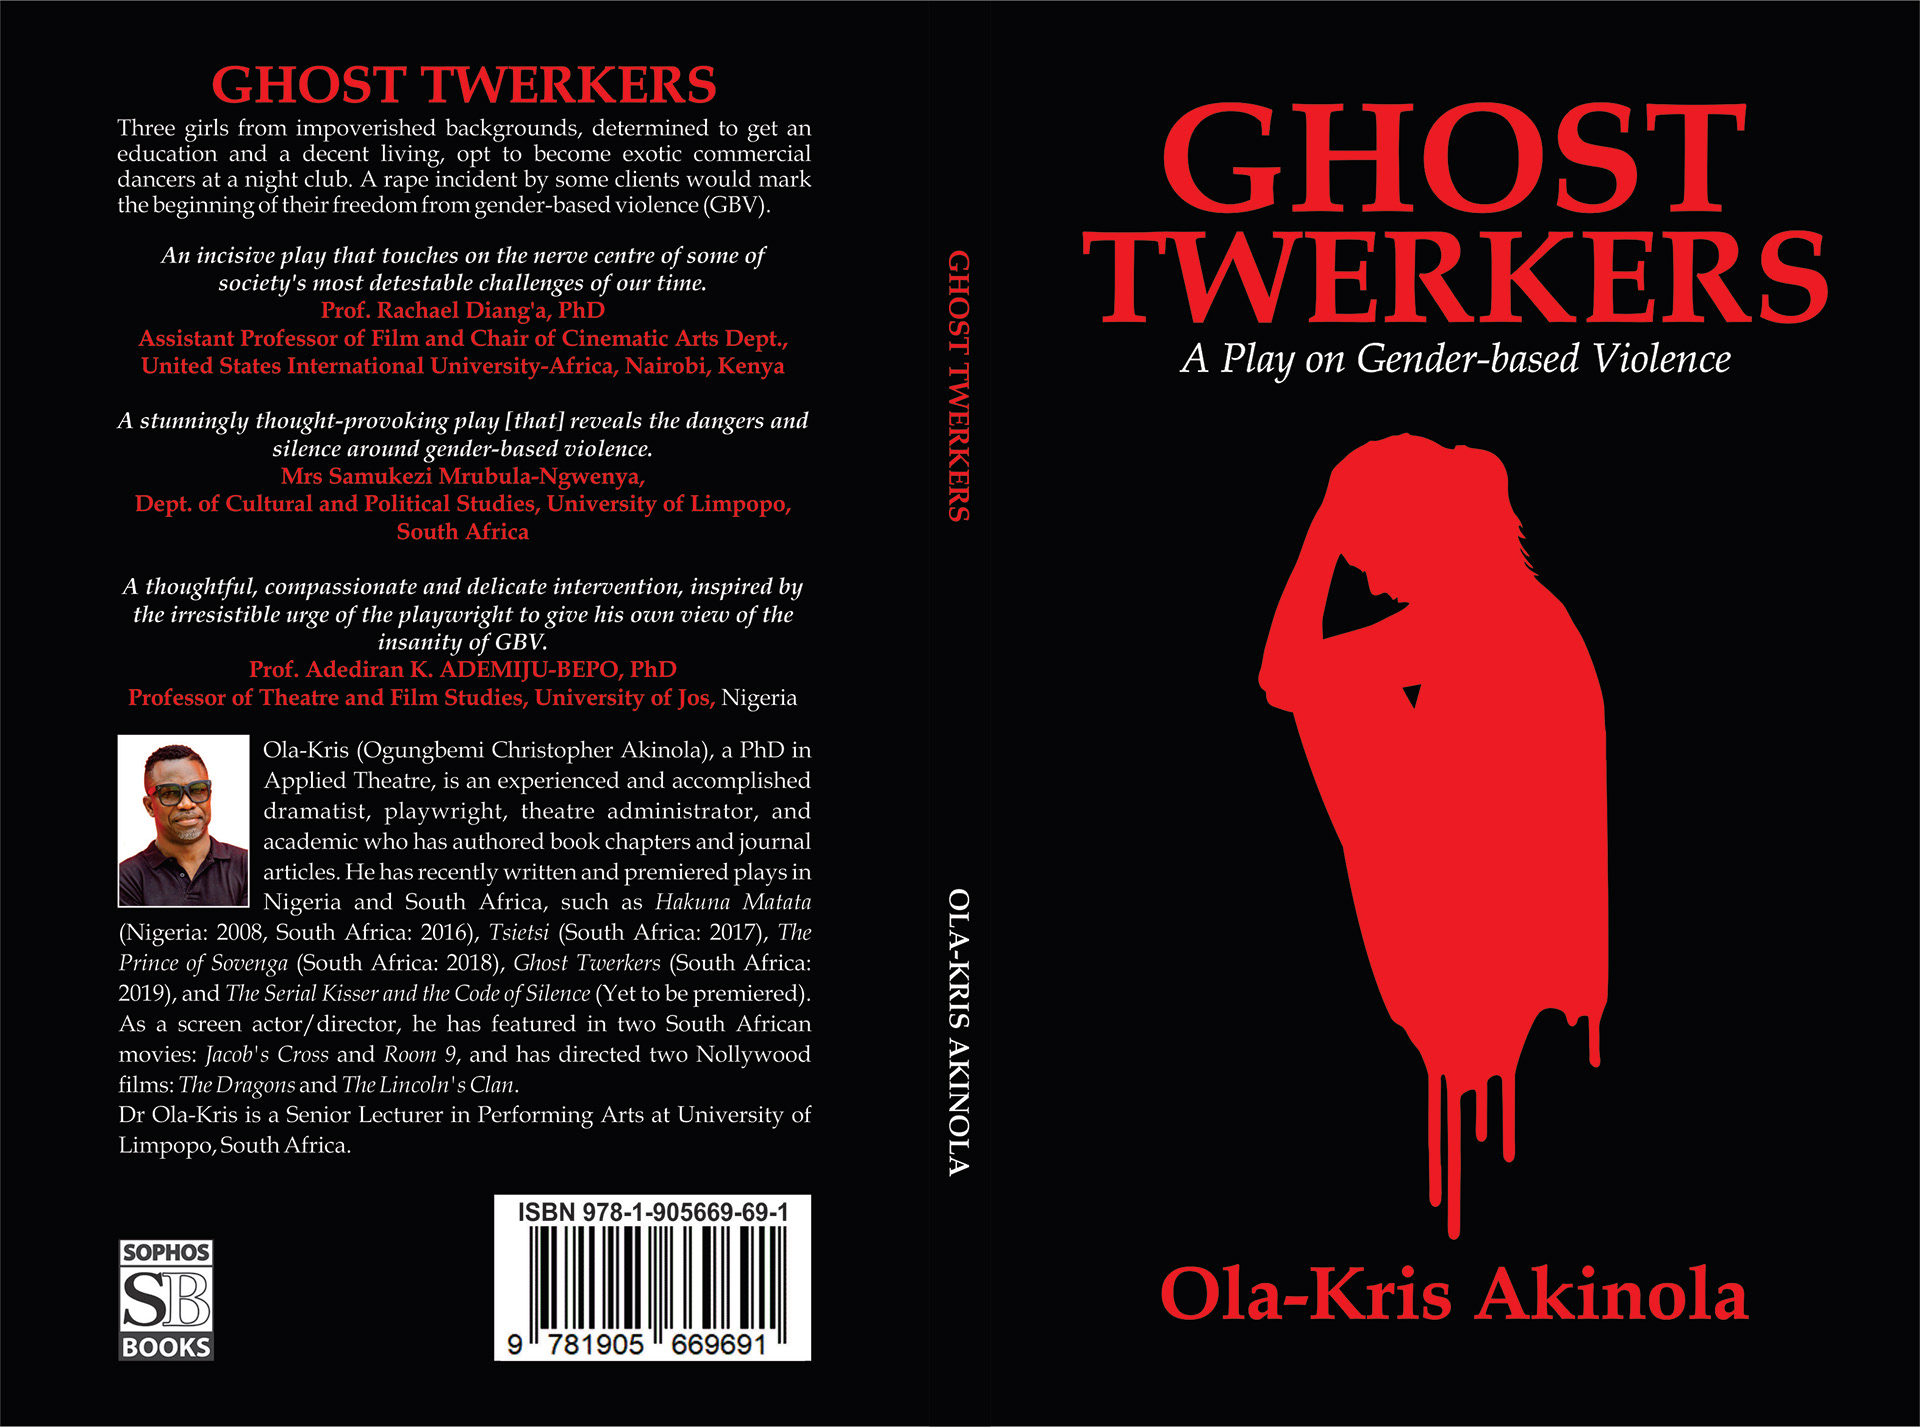 GHOST TWERKERS
Three girls from impoverished backgrounds, determined to get an
education and a decent living, opt to become exotic commercial
dancers at a night club. A rape incident by some clients would mark
the beginning of their freedom from gender-based violence (GBV).
An incisive play that touches on the nerve centre of some of
society's most detestable challenges of our time.
Prof. Rachael Diang'a, PhD
Assistant Professor of Film and Chair of Cinematic Arts Dept.,
United States International University-Africa, Nairobi, Kenya
A stunningly thought-provoking play [that] reveals the dangers and
silence around gender-based violence.
Mrs Samukezi Mrubula-Ngwenya,
Dept. of Cultural and Political Studies, University of Limpopo,
South Africa
A thoughtful, compassionate and delicate intervention, inspired by
the irresistible urge of the playwright to give his own view of the
insanity of GBV.
Prof. Adediran K. ADEMIJU-BEPO, PhD
Professor of Theatre and Film Studies, University of Jos, Nigeria
Ola-Kris (Ogungbemi Christopher Akinola), a PhD in
Applied Theatre, is an experienced and accomplished
dramatist, playwright, theatre administrator, and
academic who has authored book chapters and journal
articles. He has recently written and premiered plays in
Nigeria and South Africa, such as Hakuna Matata
(Nigeria: 2008, South Africa: 2016), Tsietsi (South Africa: 2017), The
Prince of Sovenga (South Africa: 2018), Ghost Twerkers (South Africa:
2019), and The Serial Kisser and the Code of Silence (Yet to be premiered).
As a screen actor/director, he has featured in two South African
movies: Jacob's Cross and Room 9, and has directed two Nollywood
films: The Dragons and The Lincoln's Clan.
Dr Ola-Kris is a Senior Lecturer in Performing Arts at University of
Limpopo, South Africa.
SOPHOS
SB
BOOKS
ISBN 978-1-905669-69-1
9 781905 669691
GHOST TWERKERS
OLA-KRIS AKINOLA
GHOST
TWERKERS
A Play on Gender-based Violence
Ola-Kris Akinola